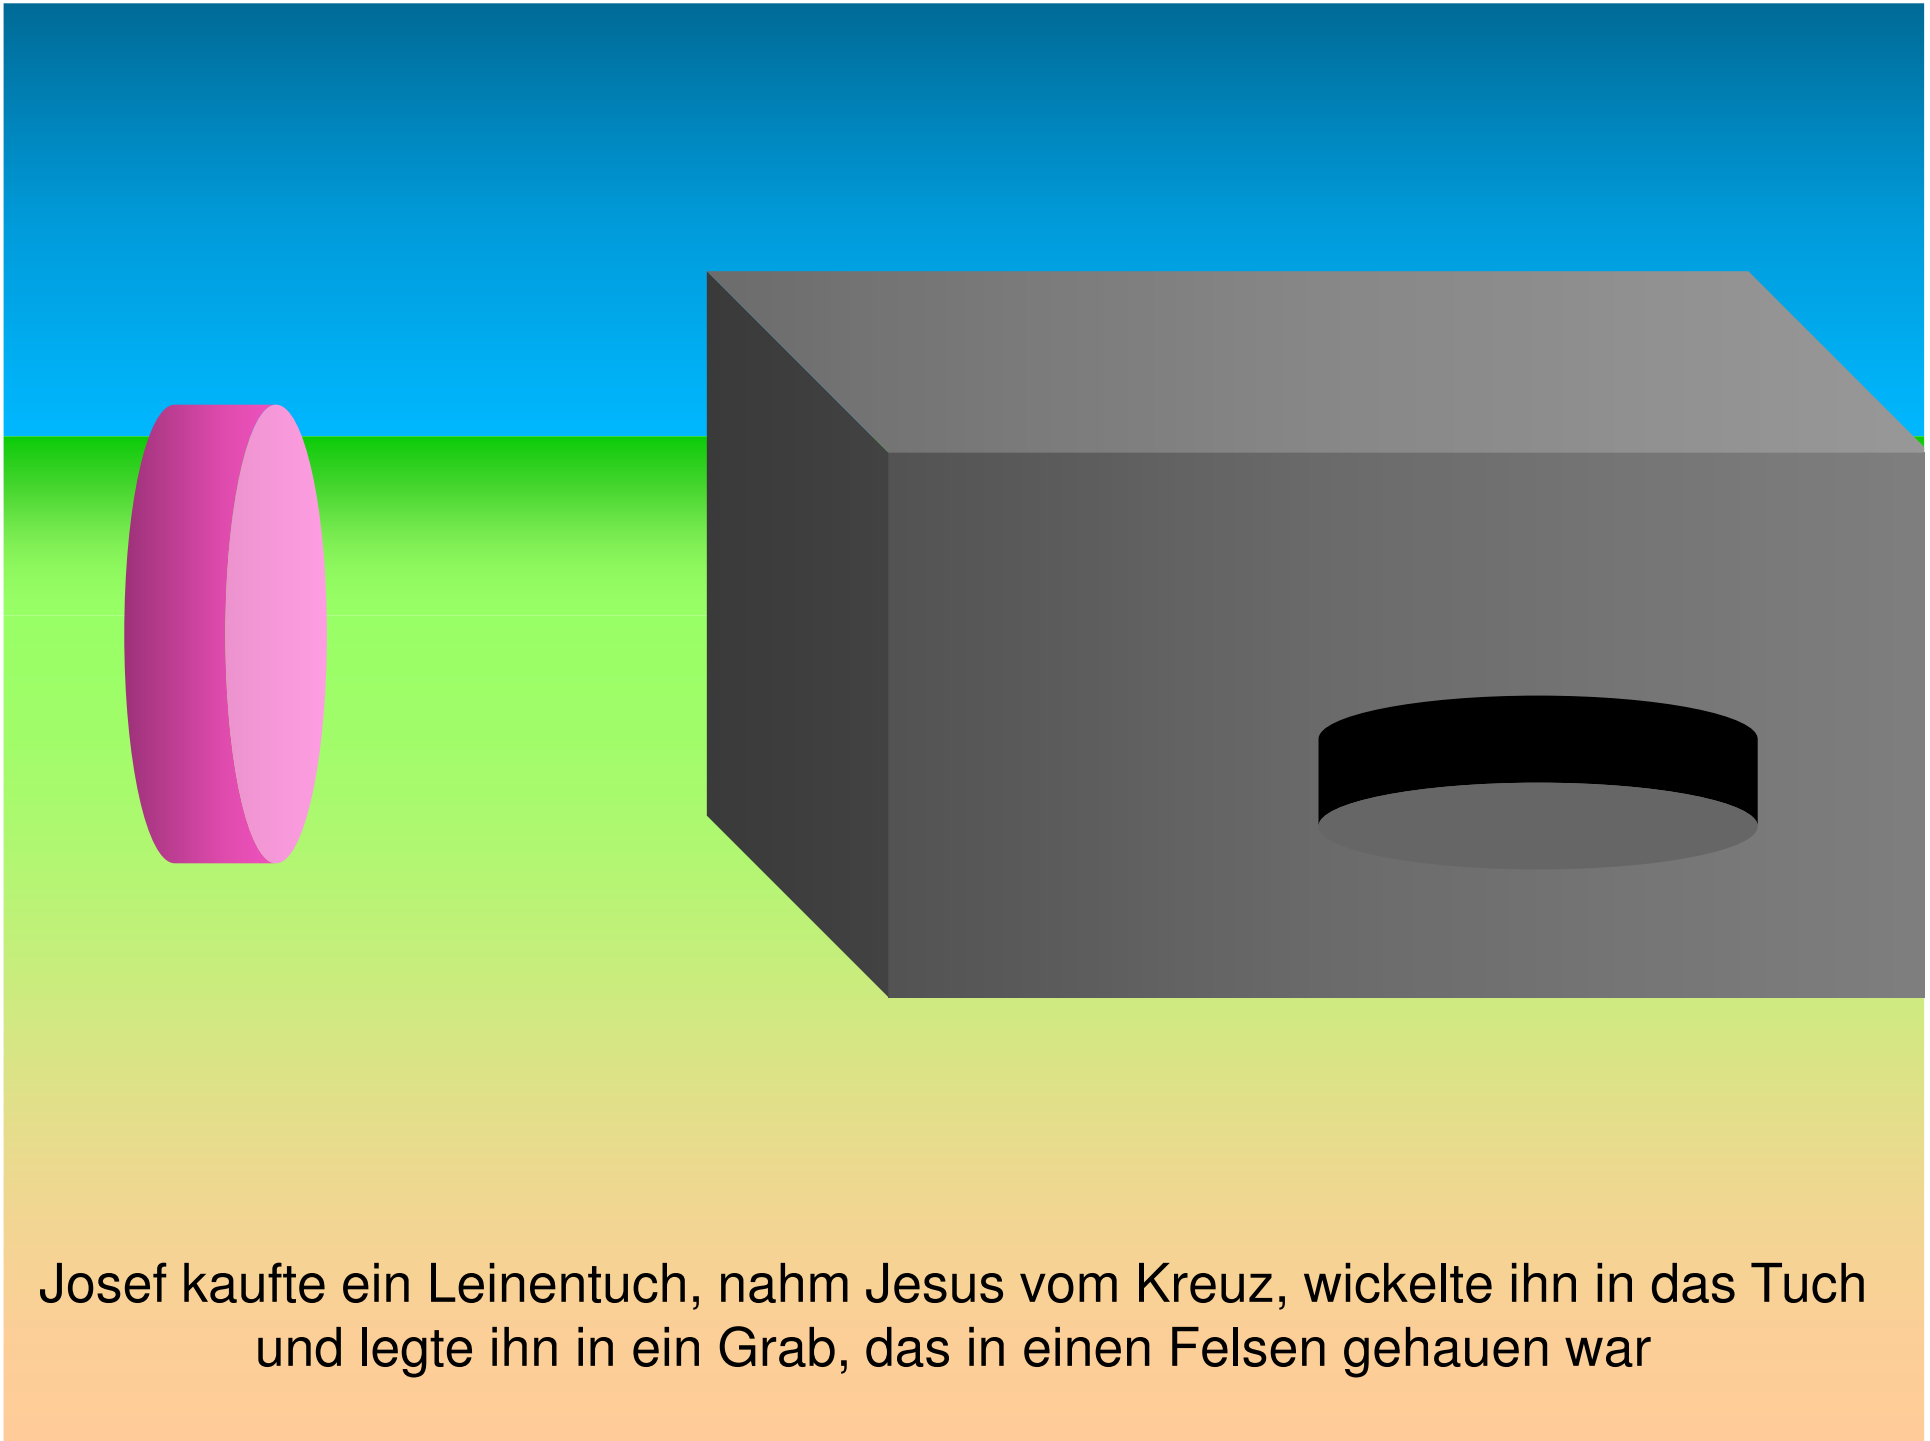 Josef kaufte ein Leinentuch, nahm Jesus vom Kreuz, wickelte ihn in das Tuch
und legte ihn in ein Grab, das in einen Felsen gehauen war